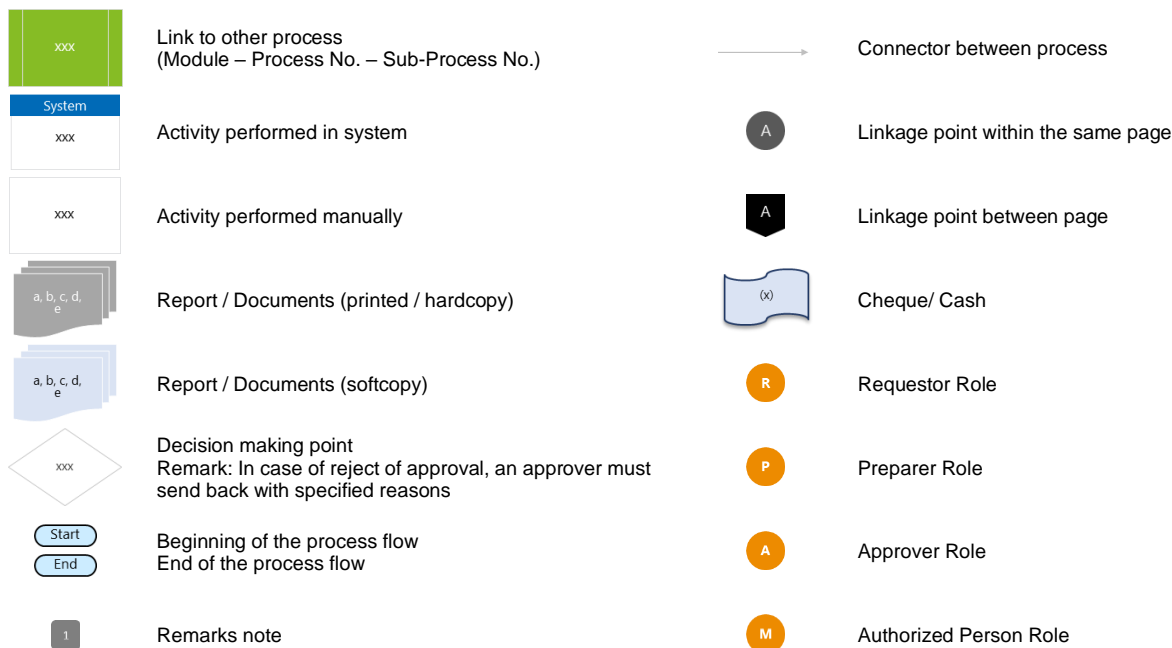 xxx
Link to other process
(Module – Process No. – Sub-Process No.)
Connector between process
System
xxx
Activity performed in system
A
Linkage point within the same page
xxx
Activity performed manually
A
Linkage point between page
a, b, c, d,
e
Report / Documents (printed / hardcopy)
(x)
Cheque/ Cash
a, b, c, d,
e
Report / Documents (softcopy)
R
Requestor Role
xxx
Decision making point
Remark: In case of reject of approval, an approver must
send back with specified reasons
P
Preparer Role
Start
End
Beginning of the process flow
End of the process flow
A
Approver Role
1
Remarks note
M
Authorized Person Role